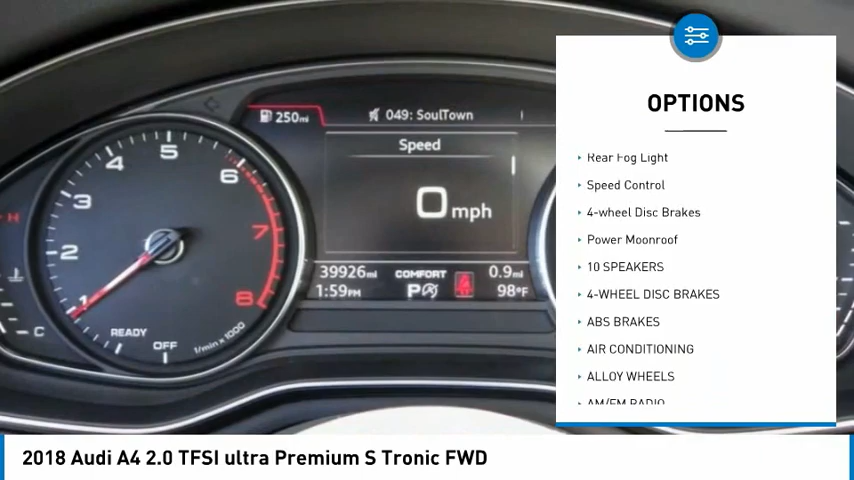 250mi
049: SoulTown
Speed
0 mph
39926mi
COMFORT
0.9mi
1:59PM
P
98°F
1
2
3
4
5
6
7
8
READY
OFF
1/min x 1000
H
C
OPTIONS
Rear Fog Light
Speed Control
4-wheel Disc Brakes
Power Moonroof
10 SPEAKERS
4-WHEEL DISC BRAKES
ABS BRAKES
AIR CONDITIONING
ALLOY WHEELS
AM/FM RADIO
2018 Audi A4 2.0 TFSI ultra Premium S Tronic FWD